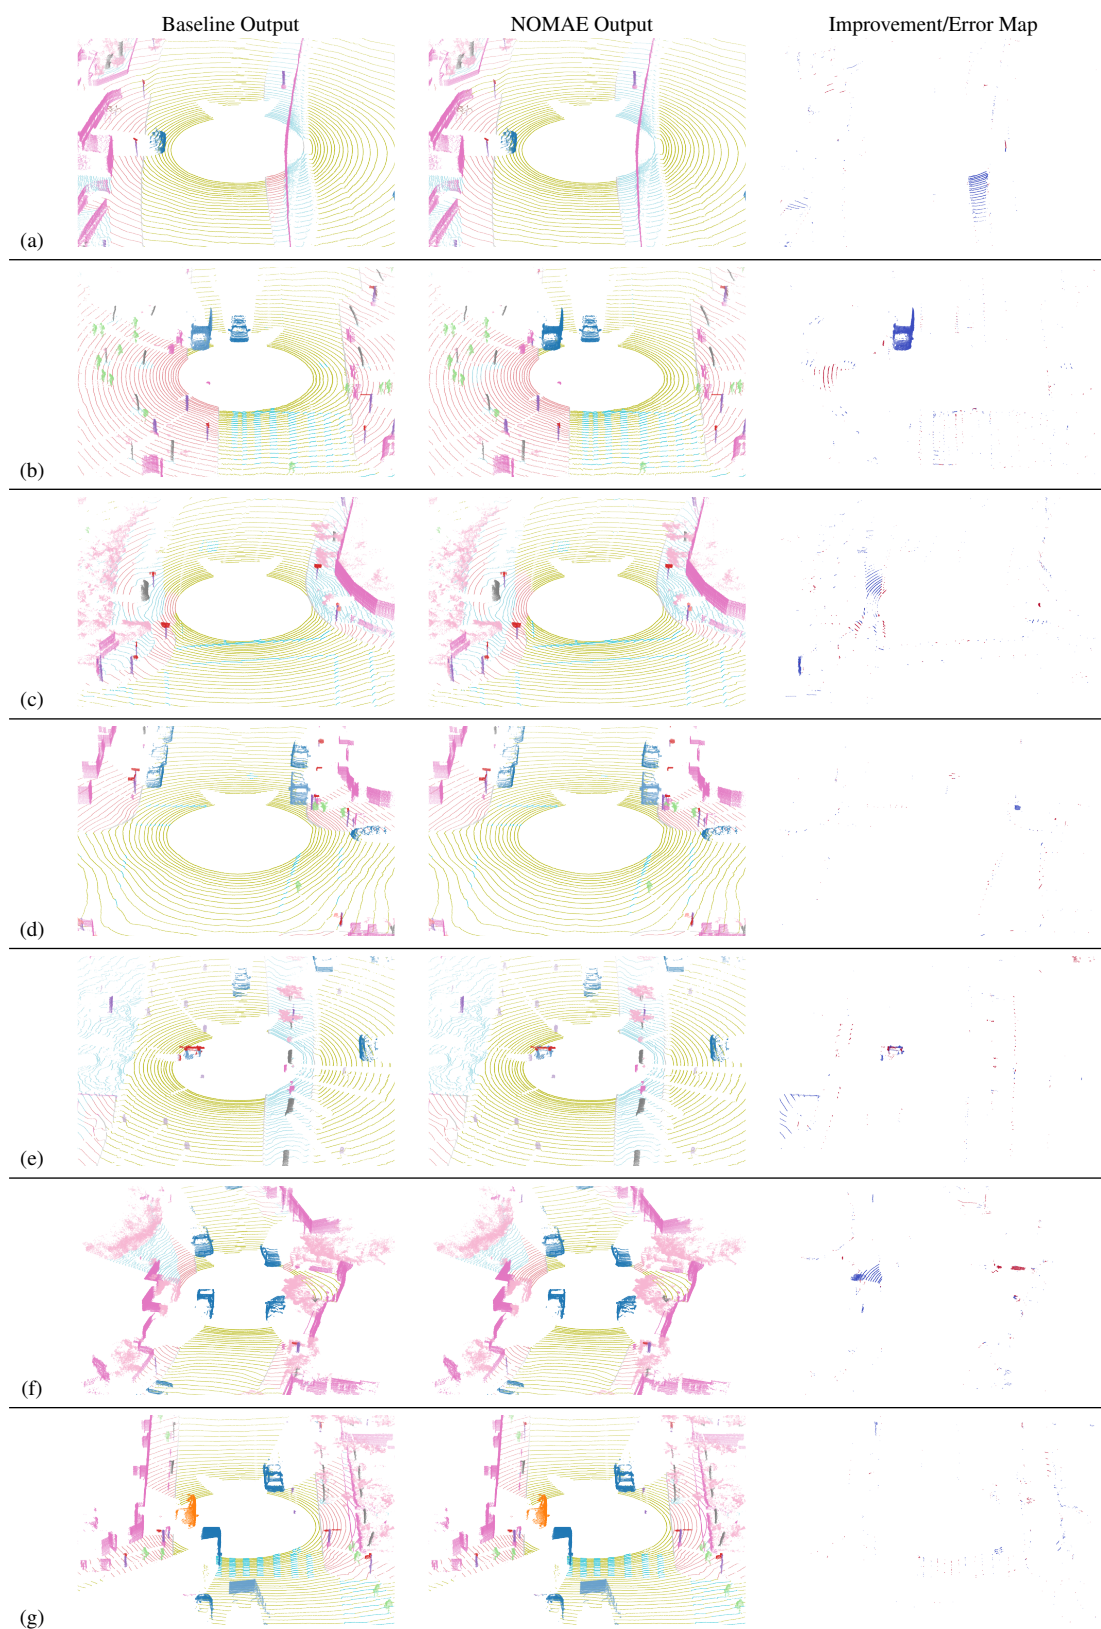 Baseline Output NOMAE Output Improvement/Error Map
(a)
(b)
(c)
(d)
(e)
(f)
(g)